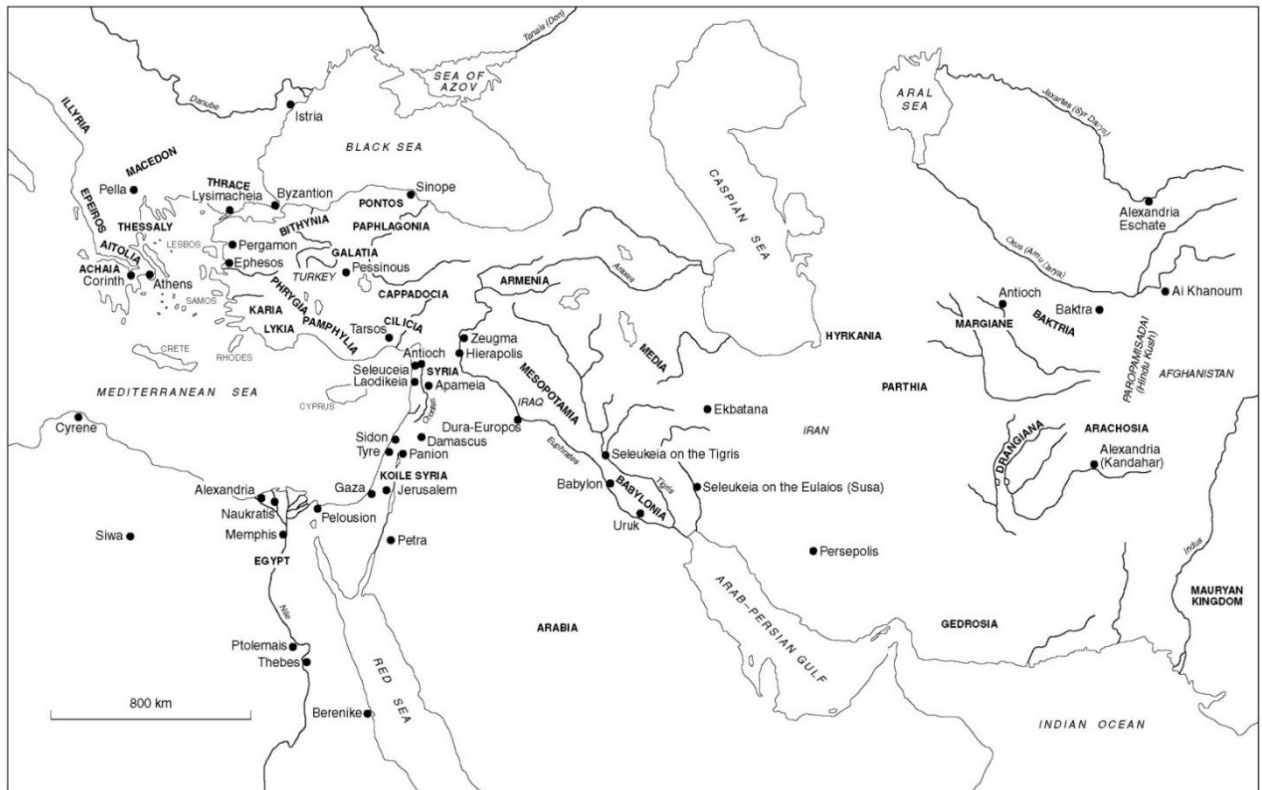 Tanais (Don)
SEA OF
AZOV
ARAL
SEA
Danube
Jaxartes (Syr Darya)
ILLYRIA
Istria
BLACK SEA
MACEDON
CASPIAN SEA
Pella
THRACE
Lysimacheia
Byzantion
Sinope
PONTOS
Alexandria
Eschate
EPEIROS
THESSALY
BITHYNIA
PAPHLAGONIA
LESBOS
Pergamon
AITOLIA
GALATIA
Oxus (Amu Darya)
Ephesos
ACHAIA
Corinth
Athens
TURKEY
Pessinous
ARMENIA
Araxes
Ai Khanoum
SAMOS
PHRYGIA
CAPPADOCIA
Antioch
Baktra
KARIA
BAKTRIA
MARGIANE
LYKIA
PAMPHYLIA
CILICIA
Tarsos
Zeugma
HYRKANIA
PAROPAMISADAI
(Hindu Kush)
CRETE
RHODES
Antioch
Hierapolis
MEDIA
Seleuceia
SYRIA
AFGHANISTAN
Laodikeia
Apameia
MESOPOTAMIA
PARTHIA
MEDITERRANEAN SEA
CYPRUS
Orontes
IRAQ
Ekbatana
Cyrene
Dura-Europos
IRAN
ARACHOSIA
Sidon
Damascus
Euphrates
DRANGIANA
Tyre
Panion
Seleukeia on the Tigris
Alexandria
(Kandahar)
KOILE SYRIA
Gaza
Jerusalem
Babylon
BABYLONIA
Tigris
Seleukeia on the Eulaios (Susa)
Alexandria
Naukratis
Pelousion
Uruk
Siwa
Memphis
Petra
Persepolis
Indus
EGYPT
MAURYAN
KINGDOM
Nile
ARABIA
ARAB–PERSIAN GULF
GEDROSIA
Ptolemais
Thebes
RED SEA
800 km
Berenike
INDIAN OCEAN